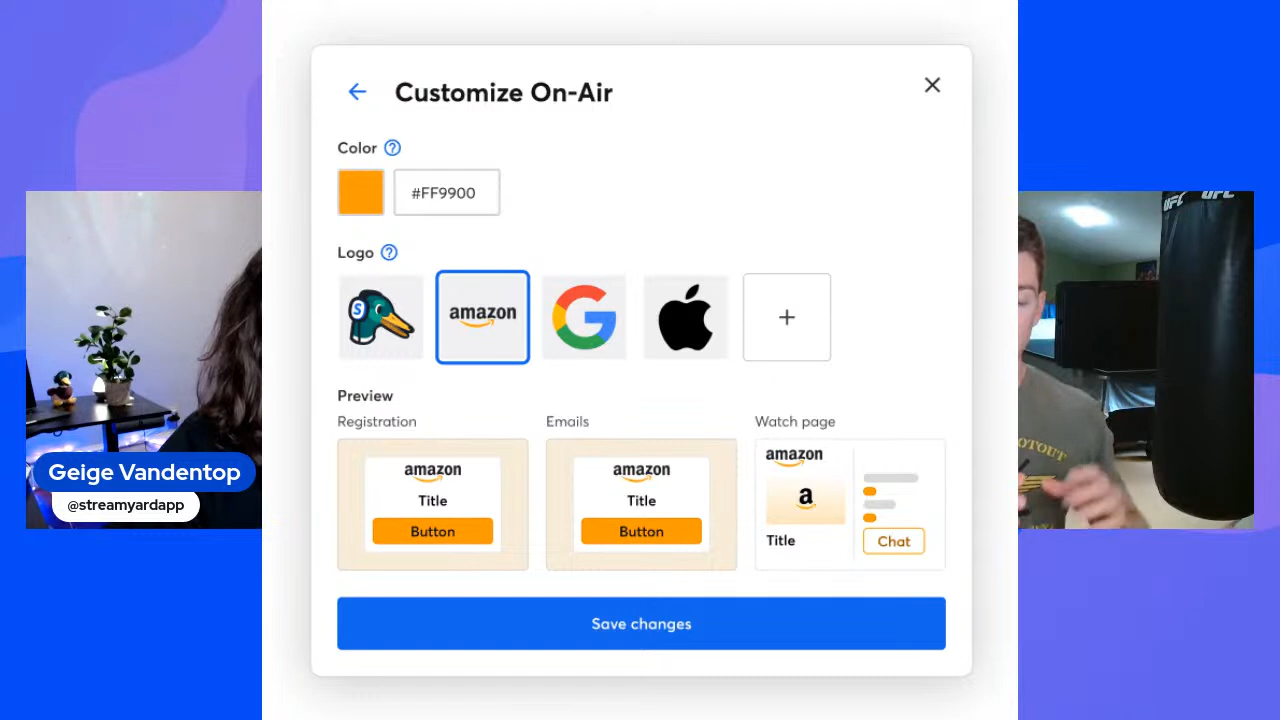 Customize On-Air
Color
#FF9900
Logo
S
amazon
Preview
Registration
Emails
Watch page
amazon
Title
Button
amazon
Title
Button
amazon
a
Title
Chat
Save changes
Geige Vandentop
@streamyardapp
UFC
UFC